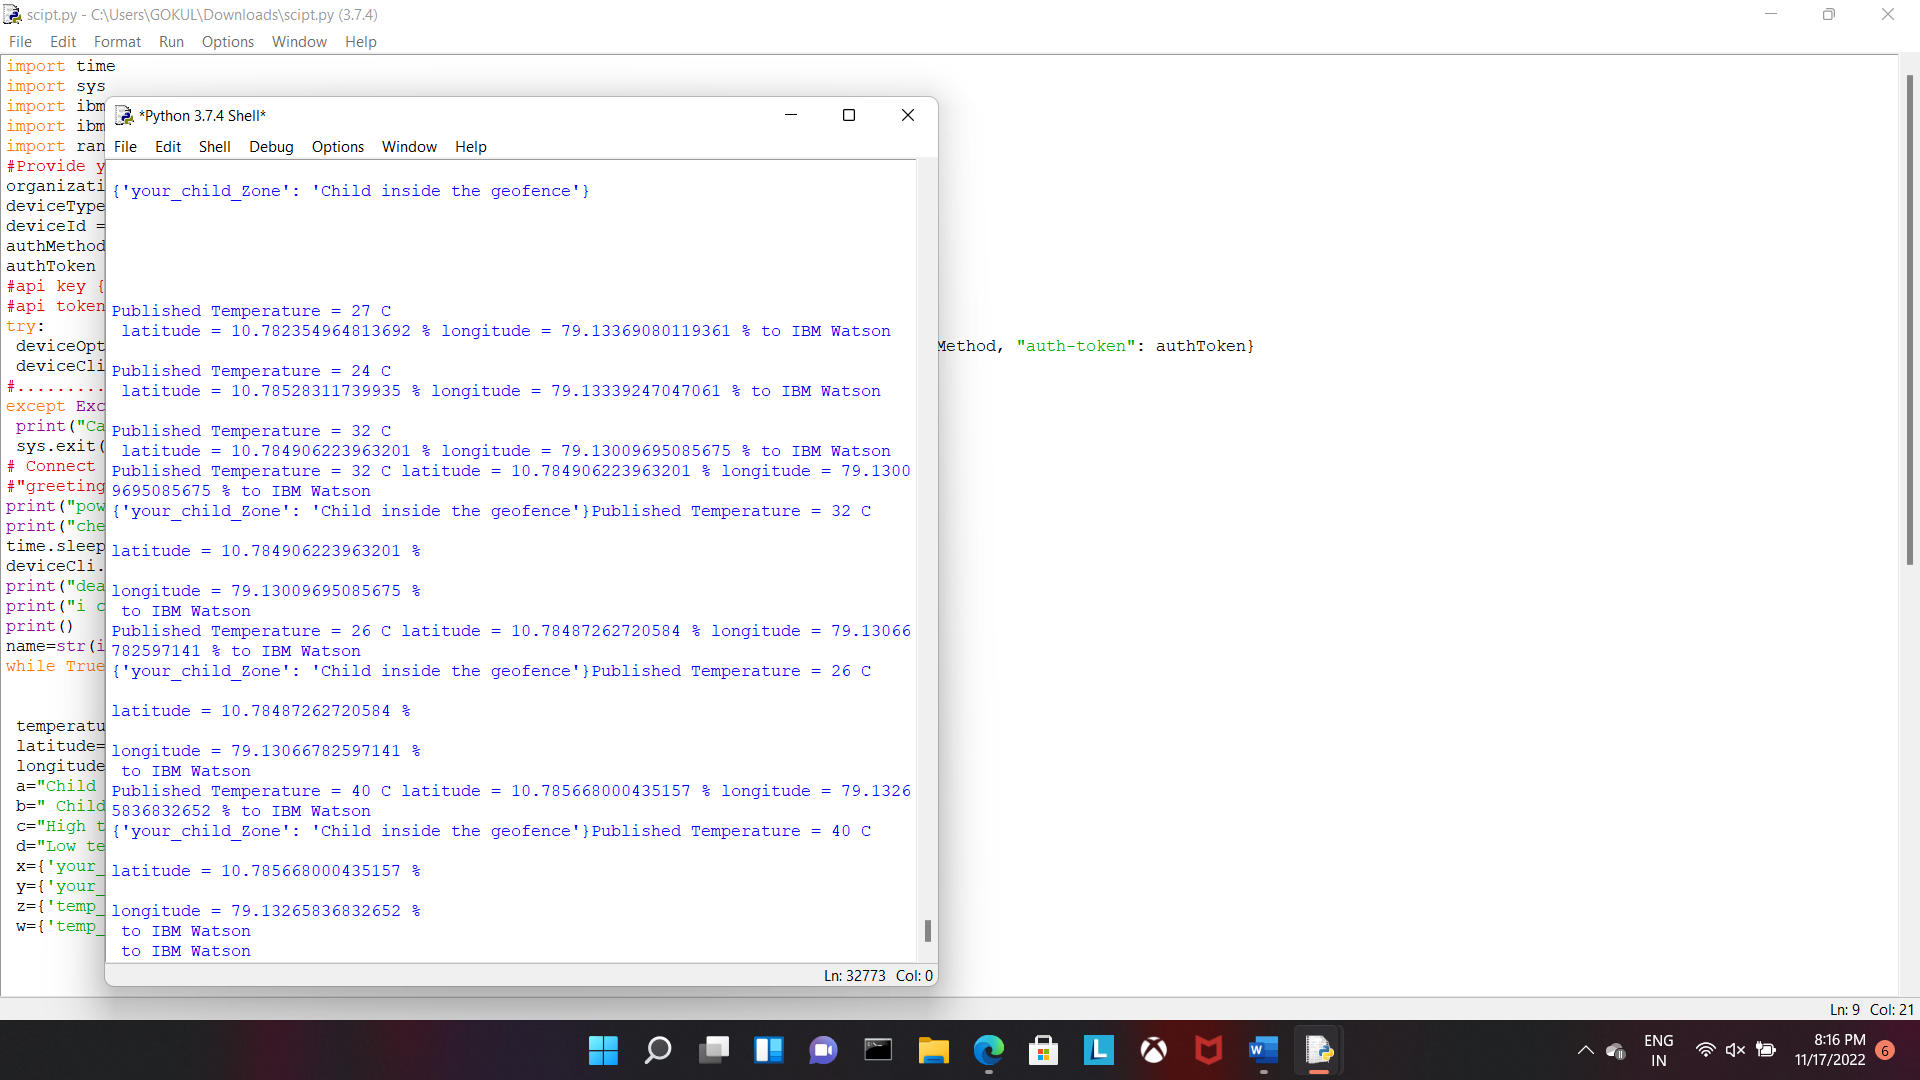 scipt.py - C:\Users\GOKUL\Downloads\scipt.py (3.7.4)
File Edit Format Run Options Window Help
import time
import sys
import ibm
import ibm
import ran
#Provide y
organizati
deviceType
deviceId =
authMethod
authToken
#api key {
#api token
try:
deviceOpt
Method, "auth-token": authToken}
deviceCli
#.........
except Exc
print("Ca
sys.exit(
# Connect
#"greeting
print("pow
print("che
time.sleep
deviceCli.
print("dea
print("i c
print()
name=str(i
while True
temperatu
latitude=
longitude
a="Child
b=" Child
c="High t
d="Low te
x={'your_
y={'your_
z={'temp_
w={'temp_
*Python 3.7.4 Shell*
File Edit Shell Debug Options Window Help
{'your_child_Zone': 'Child inside the geofence'}
Published Temperature = 27 C
latitude = 10.782354964813692 % longitude = 79.13369080119361 % to IBM Watson
Published Temperature = 24 C
latitude = 10.78528311739935 % longitude = 79.13339247047061 % to IBM Watson
Published Temperature = 32 C
latitude = 10.784906223963201 % longitude = 79.13009695085675 % to IBM Watson
Published Temperature = 32 C latitude = 10.784906223963201 % longitude = 79.1300
9695085675 % to IBM Watson
{'your_child_Zone': 'Child inside the geofence'}Published Temperature = 32 C
latitude = 10.784906223963201 %
longitude = 79.13009695085675 %
to IBM Watson
Published Temperature = 26 C latitude = 10.78487262720584 % longitude = 79.13066
782597141 % to IBM Watson
{'your_child_Zone': 'Child inside the geofence'}Published Temperature = 26 C
latitude = 10.78487262720584 %
longitude = 79.13066782597141 %
to IBM Watson
Published Temperature = 40 C latitude = 10.785668000435157 % longitude = 79.1326
5836832652 % to IBM Watson
{'your_child_Zone': 'Child inside the geofence'}Published Temperature = 40 C
latitude = 10.785668000435157 %
longitude = 79.13265836832652 %
to IBM Watson
to IBM Watson
Ln: 32773 Col: 0
Ln: 9 Col: 21
L
W
ENG
IN
8:16 PM
11/17/2022
6